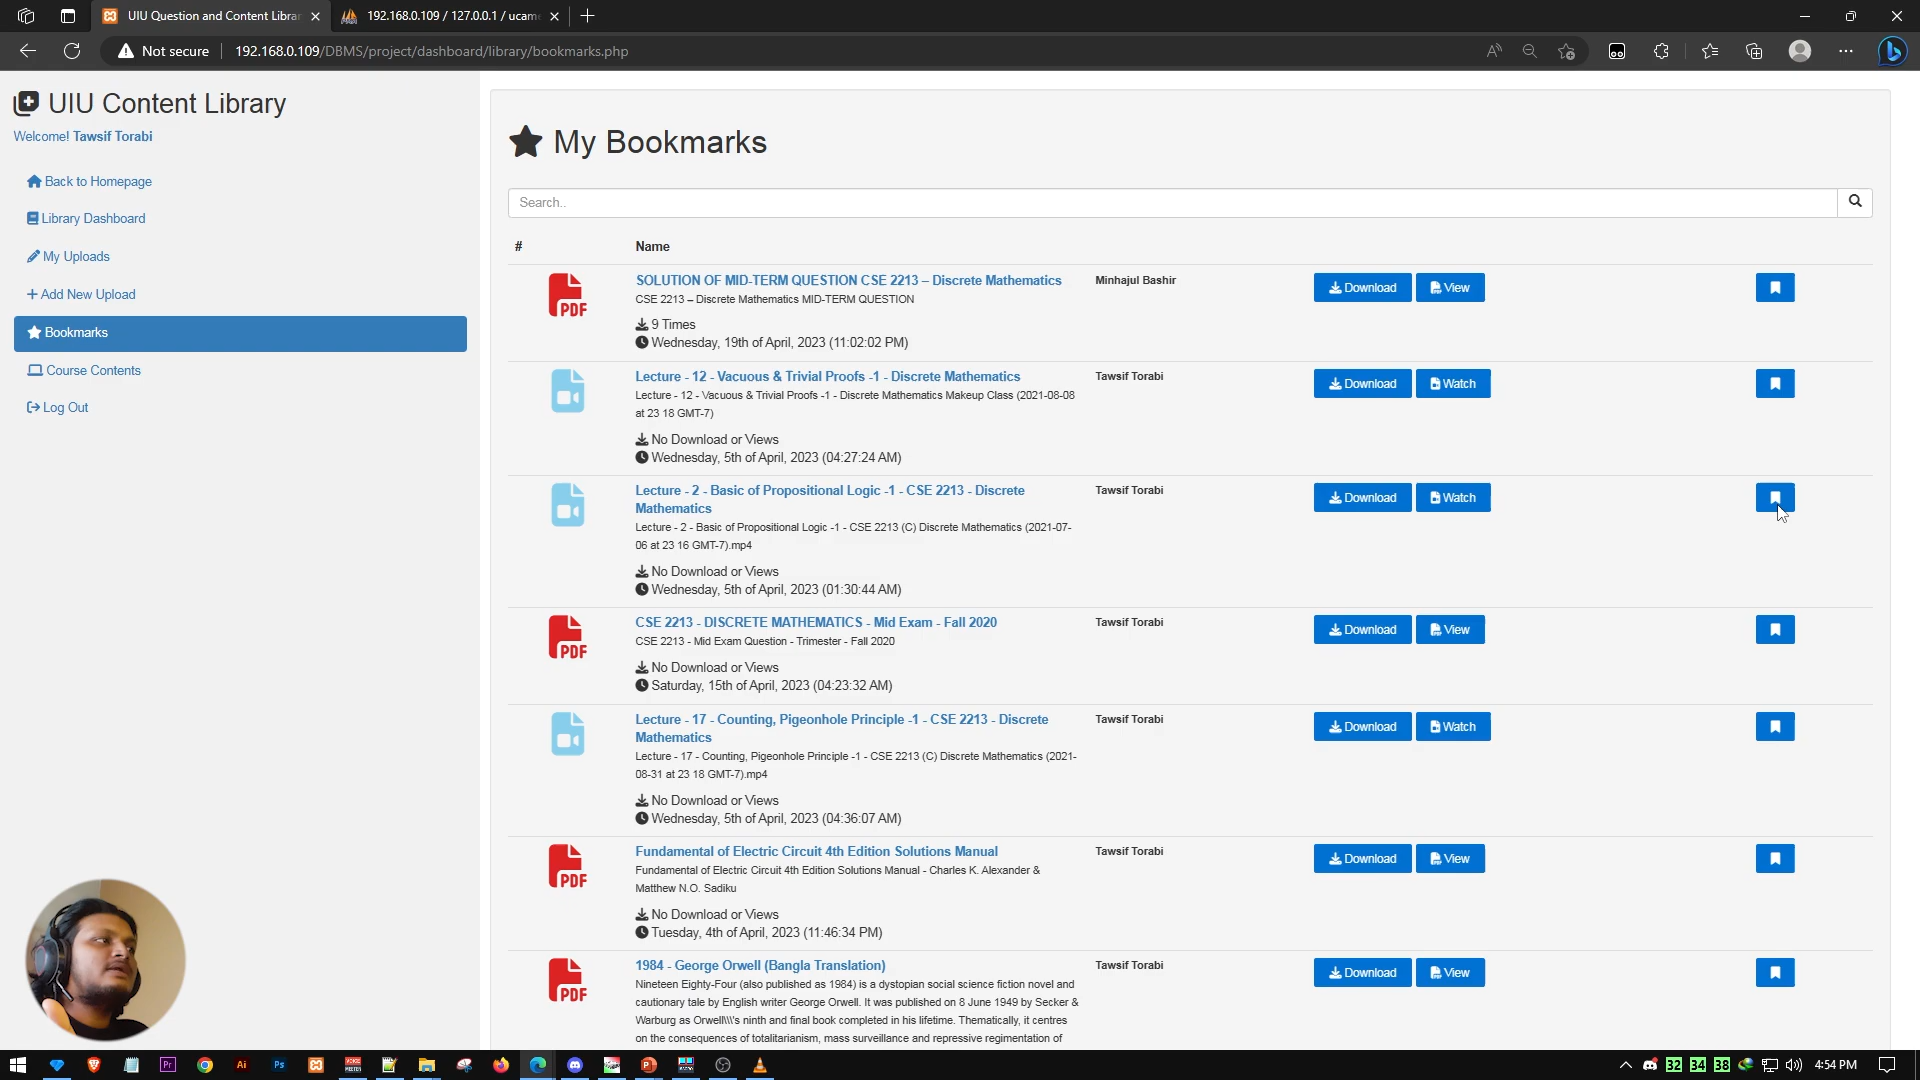 UIU Question and Content Librar
192.168.0.109 / 127.0.0.1 / ucam
Not secure
192.168.0.109/DBMS/project/dashboard/library/bookmarks.php
UIU Content Library
Welcome! Tawsif Torabi
Back to Homepage
Library Dashboard
My Uploads
Add New Upload
Bookmarks
Course Contents
Log Out
My Bookmarks
Search..
# Name
SOLUTION OF MID-TERM QUESTION CSE 2213 – Discrete Mathematics
CSE 2213 – Discrete Mathematics MID-TERM QUESTION
9 Times
Wednesday, 19th of April, 2023 (11:02:02 PM)
Minhajul Bashir
Download View
Lecture - 12 - Vacuous & Trivial Proofs -1 - Discrete Mathematics
Lecture - 12 - Vacuous & Trivial Proofs -1 - Discrete Mathematics Makeup Class (2021-08-08
at 23 18 GMT-7)
No Download or Views
Wednesday, 5th of April, 2023 (04:27:24 AM)
Tawsif Torabi
Download Watch
Lecture - 2 - Basic of Propositional Logic -1 - CSE 2213 - Discrete
Mathematics
Lecture - 2 - Basic of Propositional Logic -1 - CSE 2213 (C) Discrete Mathematics (2021-07-
06 at 23 16 GMT-7).mp4
No Download or Views
Wednesday, 5th of April, 2023 (01:30:44 AM)
Tawsif Torabi
Download Watch
CSE 2213 - DISCRETE MATHEMATICS - Mid Exam - Fall 2020
CSE 2213 - Mid Exam Question - Trimester - Fall 2020
No Download or Views
Saturday, 15th of April, 2023 (04:23:32 AM)
Tawsif Torabi
Download View
Lecture - 17 - Counting, Pigeonhole Principle -1 - CSE 2213 - Discrete
Mathematics
Lecture - 17 - Counting, Pigeonhole Principle -1 - CSE 2213 (C) Discrete Mathematics (2021-
08-31 at 23 18 GMT-7).mp4
No Download or Views
Wednesday, 5th of April, 2023 (04:36:07 AM)
Tawsif Torabi
Download Watch
Fundamental of Electric Circuit 4th Edition Solutions Manual
Fundamental of Electric Circuit 4th Edition Solutions Manual - Charles K. Alexander &
Matthew N.O. Sadiku
No Download or Views
Tuesday, 4th of April, 2023 (11:46:34 PM)
Tawsif Torabi
Download View
1984 - George Orwell (Bangla Translation)
Nineteen Eighty-Four (also published as 1984) is a dystopian social science fiction novel and
cautionary tale by English writer George Orwell. It was published on 8 June 1949 by Secker &
Warburg as Orwell\\\'s ninth and final book completed in his lifetime. Thematically, it centres
on the consequences of totalitarianism, mass surveillance and repressive regimentation of
Tawsif Torabi
Download View
PDF
PDF
PDF
PDF
Pr
Ai
Ps
32 34 38
4:54 PM